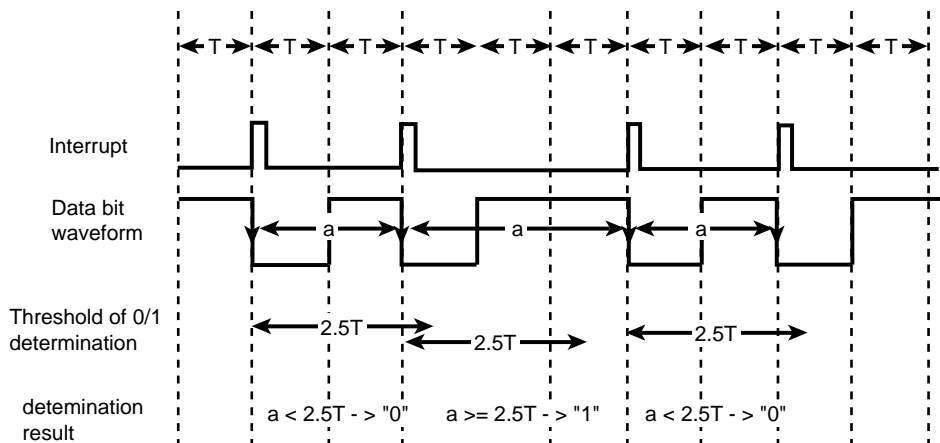 T T T T T T T T T T
Interrupt
Data bit
waveform
a a a
Threshold of 0/1
determination
2.5T 2.5T 2.5T
detemination
result
a < 2.5T - > "0" a >= 2.5T - > "1" a < 2.5T - > "0"